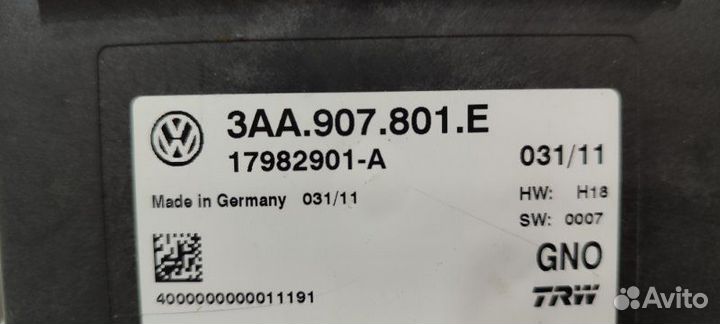 3AA.907.801.E
17982901-A 031/11
Made in Germany 031/11 HW: H18
SW: 0007
GNO
4000000000011191 TRW
Avito